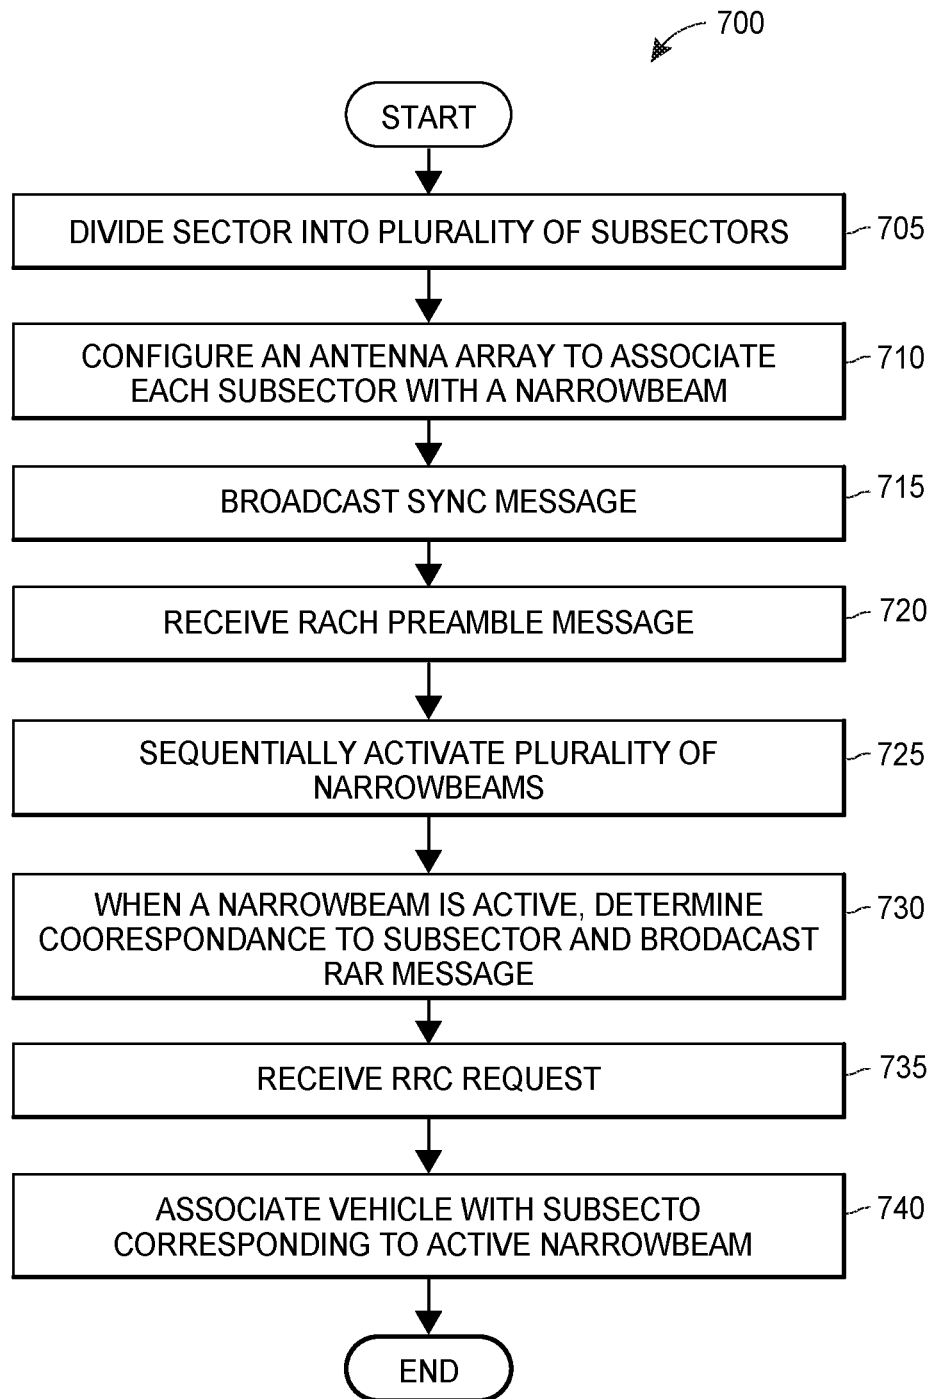 700
START
DIVIDE SECTOR INTO PLURALITY OF SUBSECTORS
705
CONFIGURE AN ANTENNA ARRAY TO ASSOCIATE
EACH SUBSECTOR WITH A NARROWBEAM
710
BROADCAST SYNC MESSAGE
715
RECEIVE RACH PREAMBLE MESSAGE
720
SEQUENTIALLY ACTIVATE PLURALITY OF
NARROWBEAMS
725
WHEN A NARROWBEAM IS ACTIVE, DETERMINE
COORESPONDANCE TO SUBSECTOR AND BRODACAST
RAR MESSAGE
730
RECEIVE RRC REQUEST
735
ASSOCIATE VEHICLE WITH SUBSECTO
CORRESPONDING TO ACTIVE NARROWBEAM
740
END